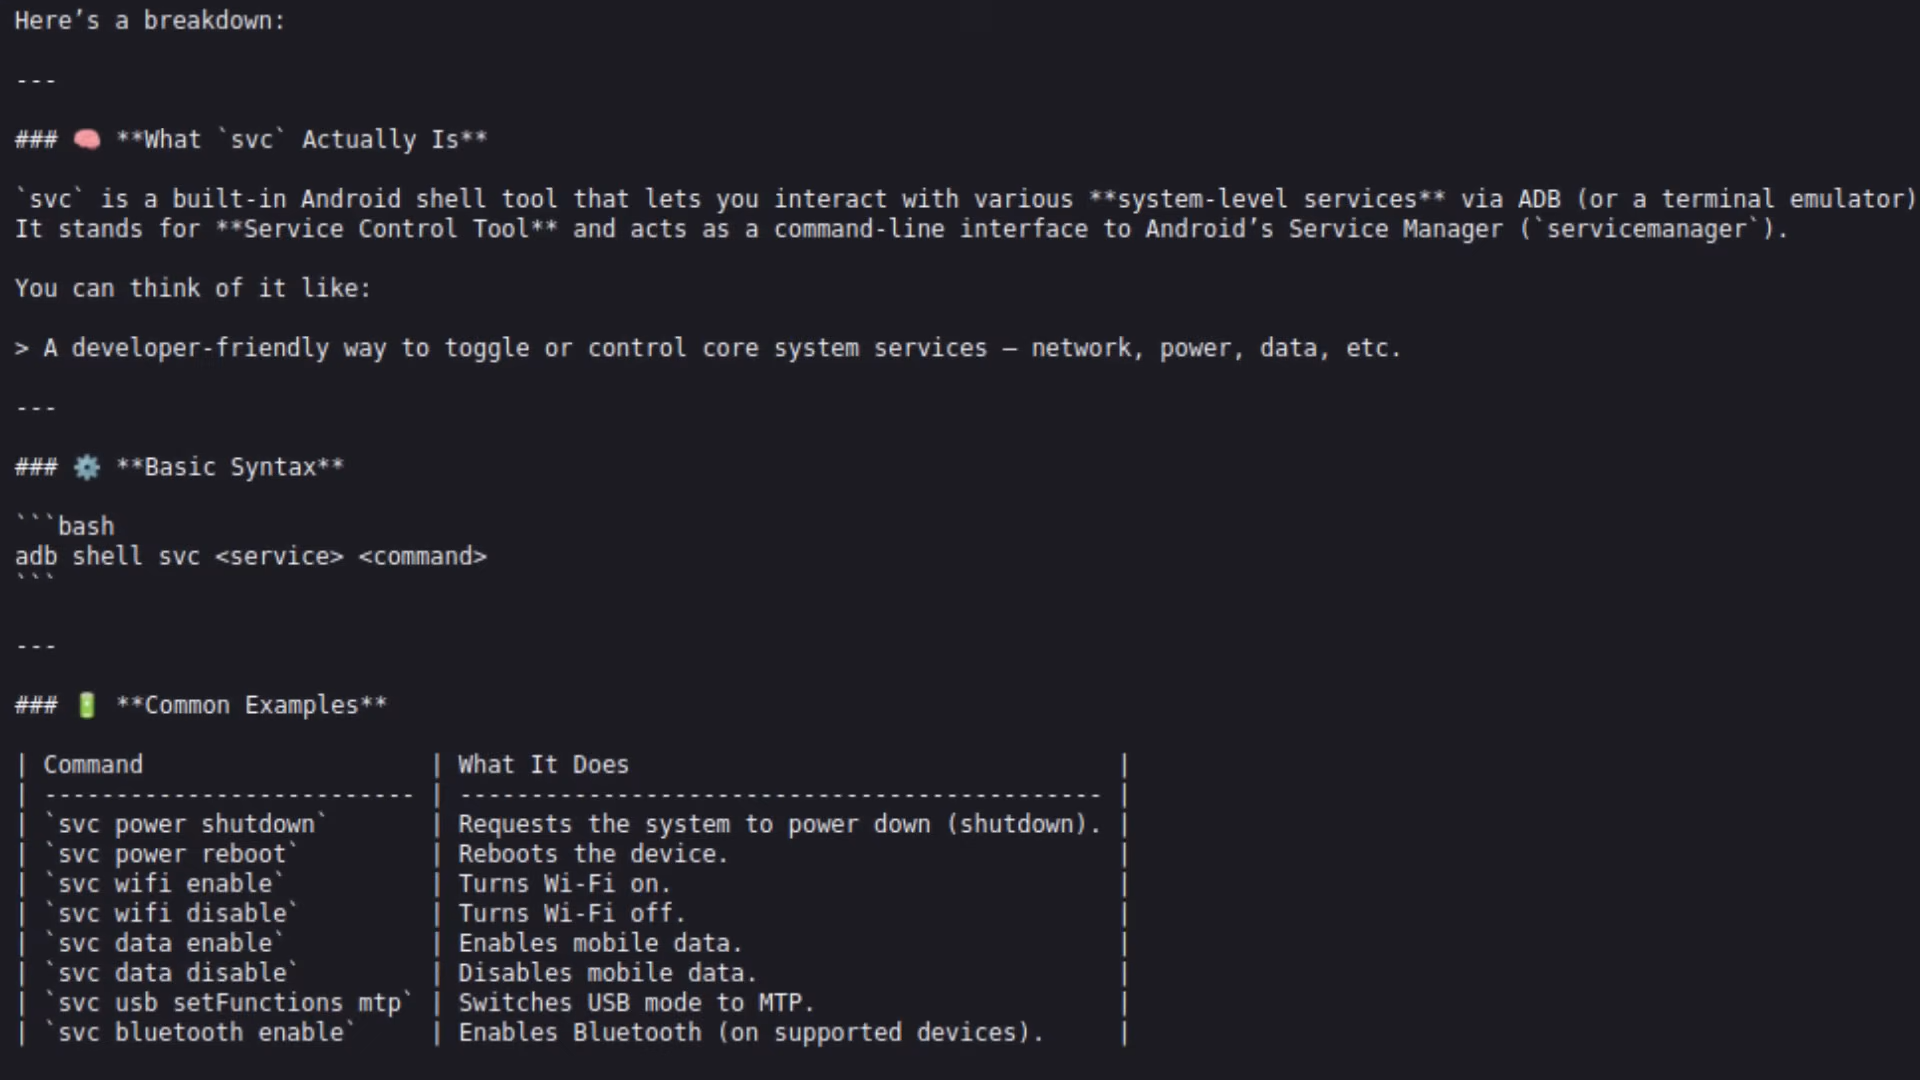 Here’s a breakdown:
---
### 🧠 **What `svc` Actually Is**
`svc` is a built-in Android shell tool that lets you interact with various **system-level services** via ADB (or a terminal emulator)
It stands for **Service Control Tool** and acts as a command-line interface to Android’s Service Manager (`servicemanager`).
You can think of it like:
> A developer-friendly way to toggle or control core system services — network, power, data, etc.
---
### ⚙️ **Basic Syntax**
```bash
adb shell svc <service> <command>
```
---
### 🔋 **Common Examples**
| Command                    | What It Does                                  |
| -------------------------- | --------------------------------------------- |
| `svc power shutdown`       | Requests the system to power down (shutdown). |
| `svc power reboot`         | Reboots the device.                           |
| `svc wifi enable`          | Turns Wi-Fi on.                               |
| `svc wifi disable`         | Turns Wi-Fi off.                              |
| `svc data enable`          | Enables mobile data.                          |
| `svc data disable`         | Disables mobile data.                         |
| `svc usb setFunctions mtp` | Switches USB mode to MTP.                     |
| `svc bluetooth enable`     | Enables Bluetooth (on supported devices).     |